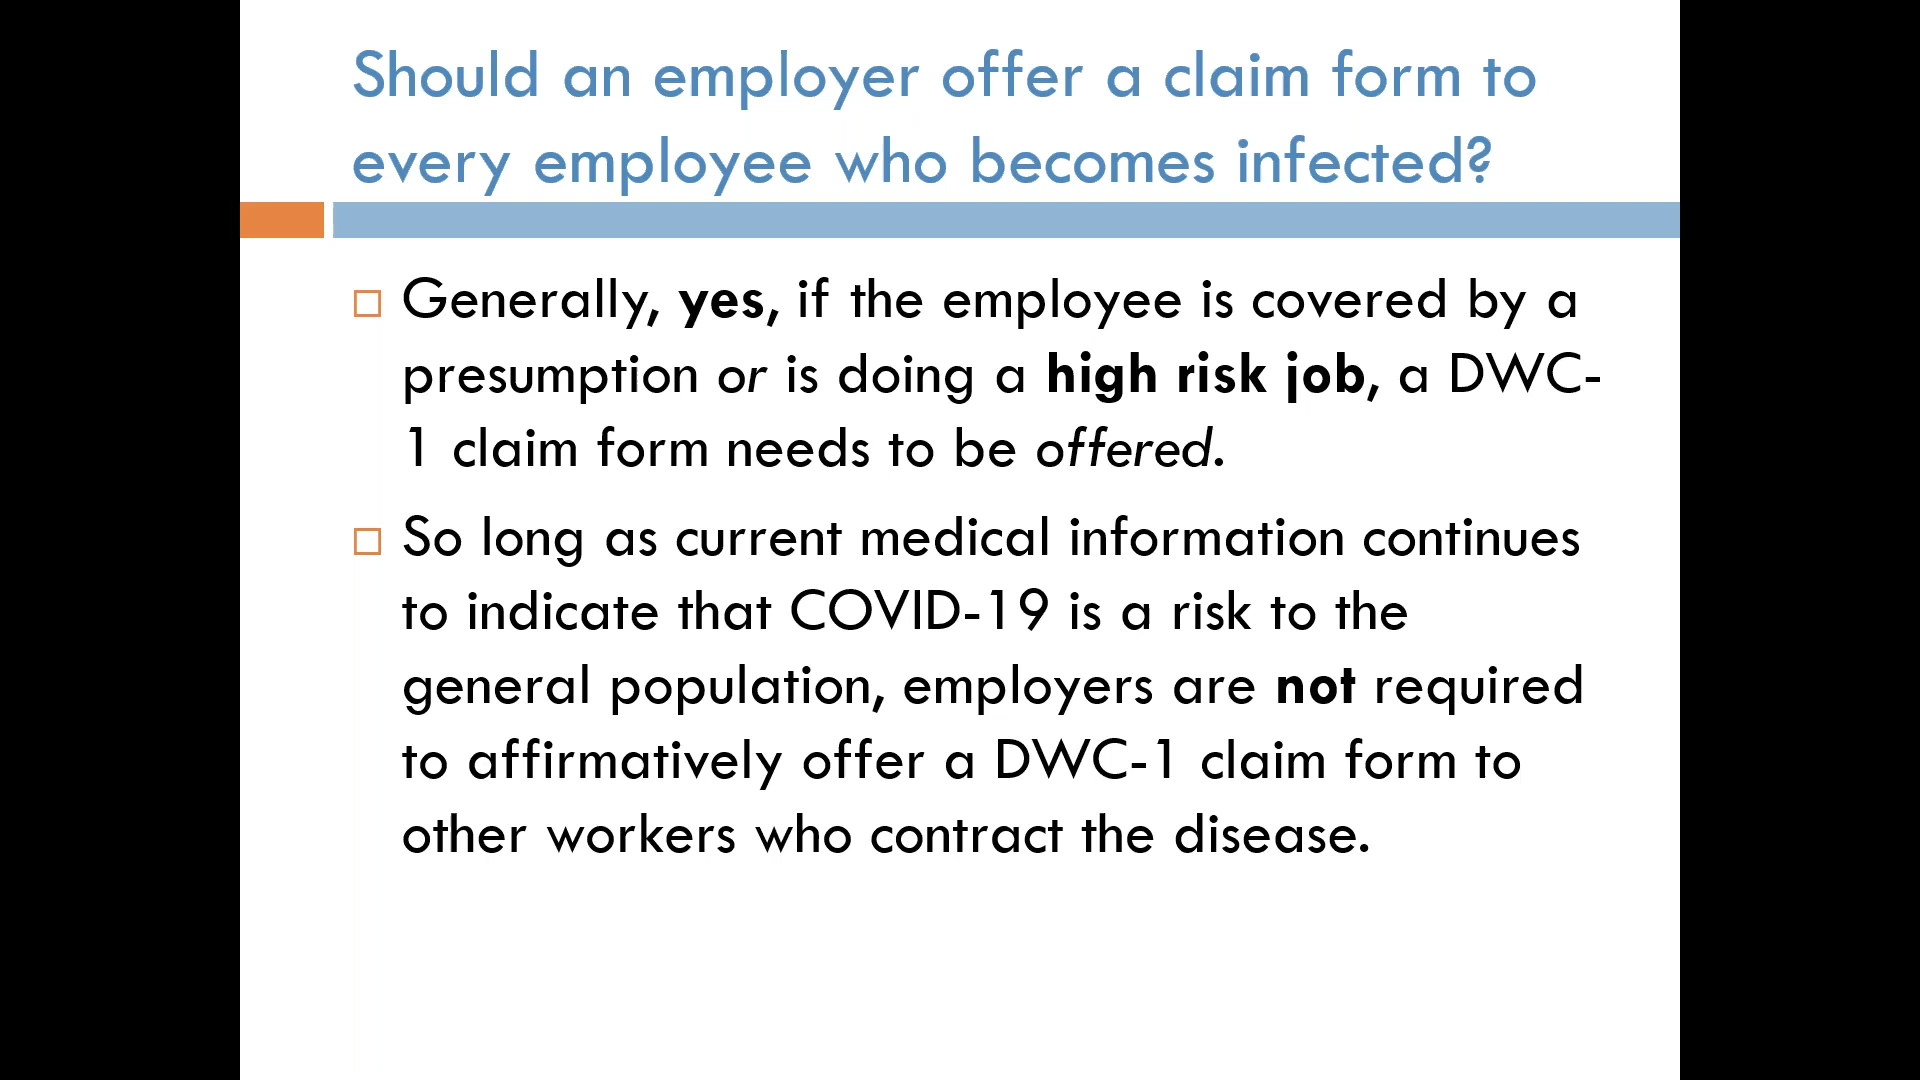 Should an employer offer a claim form to
every employee who becomes infected?
Generally, yes, if the employee is covered by a
presumption or is doing a high risk job, a DWC-
1 claim form needs to be offered.
So long as current medical information continues
to indicate that COVID-19 is a risk to the
general population, employers are not required
to affirmatively offer a DWC-1 claim form to
other workers who contract the disease.